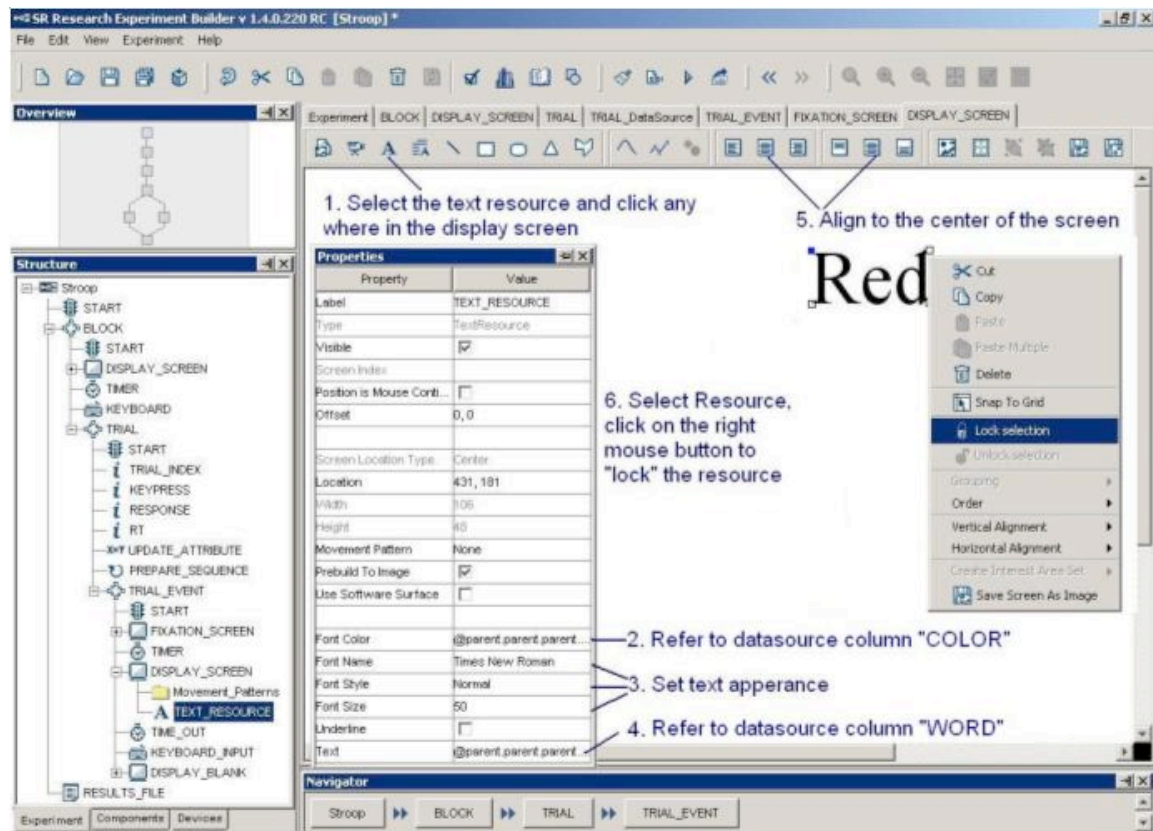 SR Research Experiment Builder v 1.4.0.220 RC [Stroop] *
File Edit View Experiment Help
Overview
Experiment BLOCK DISPLAY_SCREEN TRIAL TRIAL_DataSource TRIAL_EVENT FIXATION_SCREEN DISPLAY_SCREEN
1. Select the text resource and click any
where in the display screen
5. Align to the center of the screen
Red
Structure
Stroop
START
BLOCK
START
DISPLAY_SCREEN
TIMER
KEYBOARD
TRIAL
START
TRIAL_INDEX
KEYPRESS
RESPONSE
RT
UPDATE_ATTRIBUTE
PREPARE_SEQUENCE
TRIAL_EVENT
START
FIXATION_SCREEN
TIMER
DISPLAY_SCREEN
Movement_Patterns
A TEXT_RESOURCE
TIME_OUT
KEYBOARD_INPUT
DISPLAY_BLANK
RESULTS_FILE
Experiment Components Devices
Properties
Property Value
Label TEXT_RESOURCE
Type TextResource
Visible
Screen Index
Position is Mouse Conti...
Offset 0, 0
Screen Location Type Center
Location 431, 181
Width 106
Height 48
Movement Pattern None
Prebuild To Image
Use Software Surface
Font Color @parent.parent.parent....
Font Name Times New Roman
Font Style Normal
Font Size 50
Underline
Text @parent.parent.parent....
6. Select Resource,
click on the right
mouse button to
"lock" the resource
2. Refer to datasource column "COLOR"
3. Set text apperance
4. Refer to datasource column "WORD"
Cut
Copy
Paste
Paste Multiple
Delete
Snap To Grid
Lock selection
Unlock selection
Grouping
Order
Vertical Alignment
Horizontal Alignment
Create Interest Area Set
Save Screen As Image
Navigator
Stroop BLOCK TRIAL TRIAL_EVENT